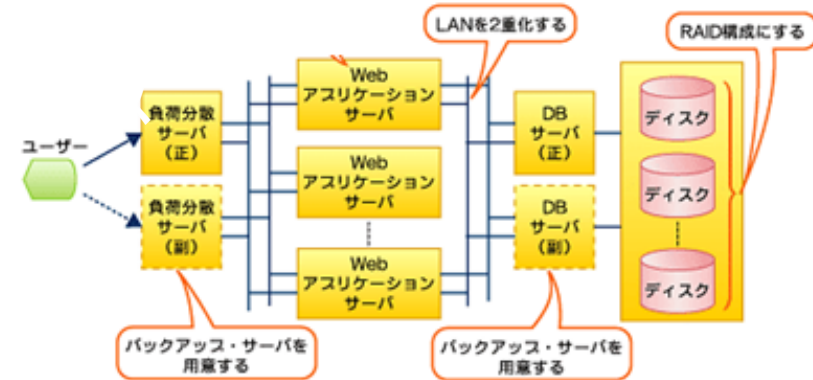 LANを2重化する
RAID構成にする
ユーザー
負荷分散
サーバ
（正）
負荷分散
サーバ
（副）
Web
アプリケーション
サーバ
Web
アプリケーション
サーバ
Web
アプリケーション
サーバ
DB
サーバ
（正）
DB
サーバ
（副）
ディスク
ディスク
ディスク
バックアップ・サーバを
用意する
バックアップ・サーバを
用意する